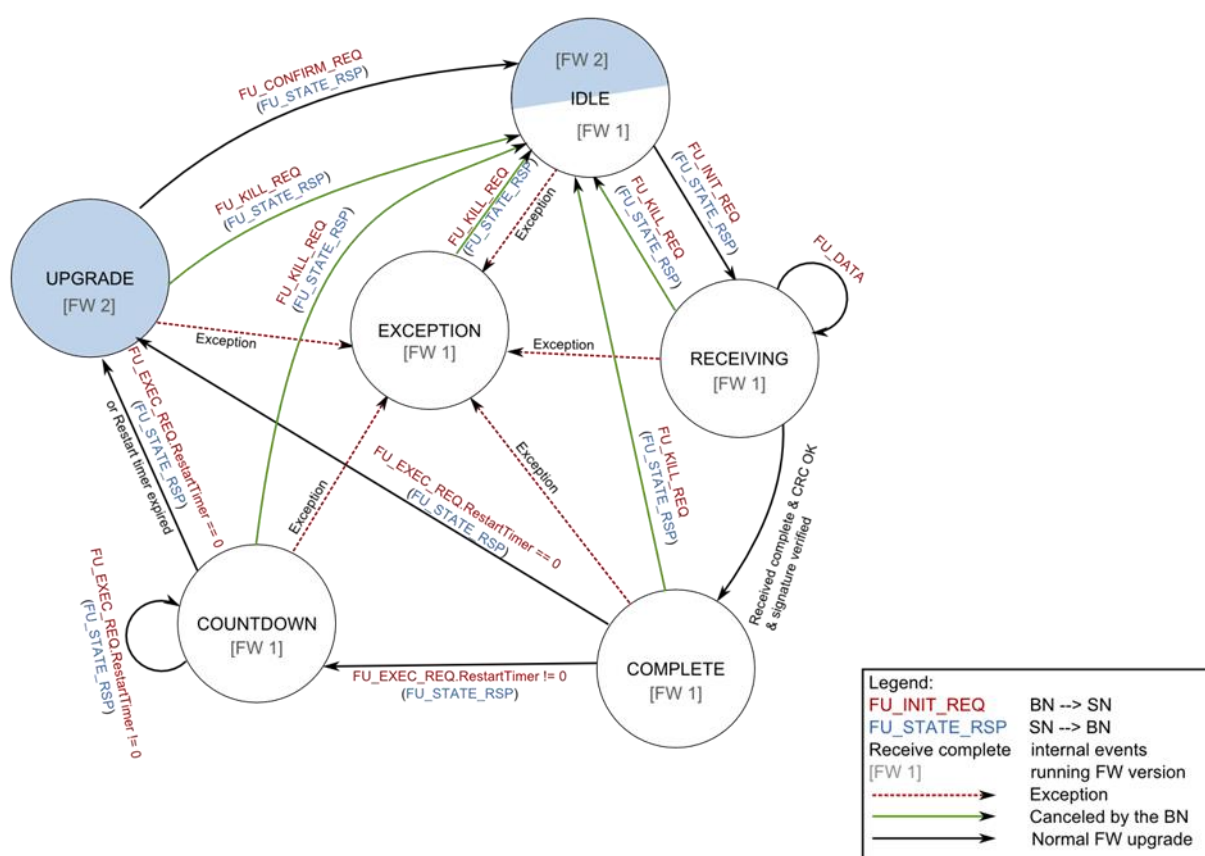 [FW 2]
IDLE
[FW 1]
FU_CONFIRM_REQ
(FU_STATE_RSP)
FU_KILL_REQ
(FU_STATE_RSP)
FU_KILL_REQ
(FU_STATE_RSP)
FU_KILL_REQ
(FU_STATE_RSP)
Exception
FU_KILL_REQ
(FU_STATE_RSP)
FU_INIT_REQ
(FU_STATE_RSP)
FU_DATA
UPGRADE
[FW 2]
Exception
EXCEPTION
[FW 1]
Exception
RECEIVING
[FW 1]
FU_EXEC_REQ.RestartTimer == 0
(FU_STATE_RSP)
or Restart timer expired
Exception
FU_EXEC_REQ.RestartTimer == 0
(FU_STATE_RSP)
Exception
FU_KILL_REQ
(FU_STATE_RSP)
Received complete & CRC OK
& signature verified
FU_EXEC_REQ.RestartTimer != 0
(FU_STATE_RSP)
COUNTDOWN
[FW 1]
FU_EXEC_REQ.RestartTimer != 0
(FU_STATE_RSP)
COMPLETE
[FW 1]
Legend:
FU_INIT_REQ BN --> SN
FU_STATE_RSP SN --> BN
Receive complete internal events
[FW 1] running FW version
Exception
Canceled by the BN
Normal FW upgrade